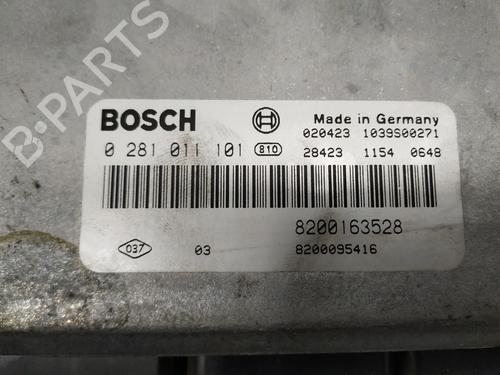 B-PARTS
BOSCH
Made in Germany
020423 1039S00271
0 281 011 101 810
28423 1154 0648
8200163528
037 03 8200095416